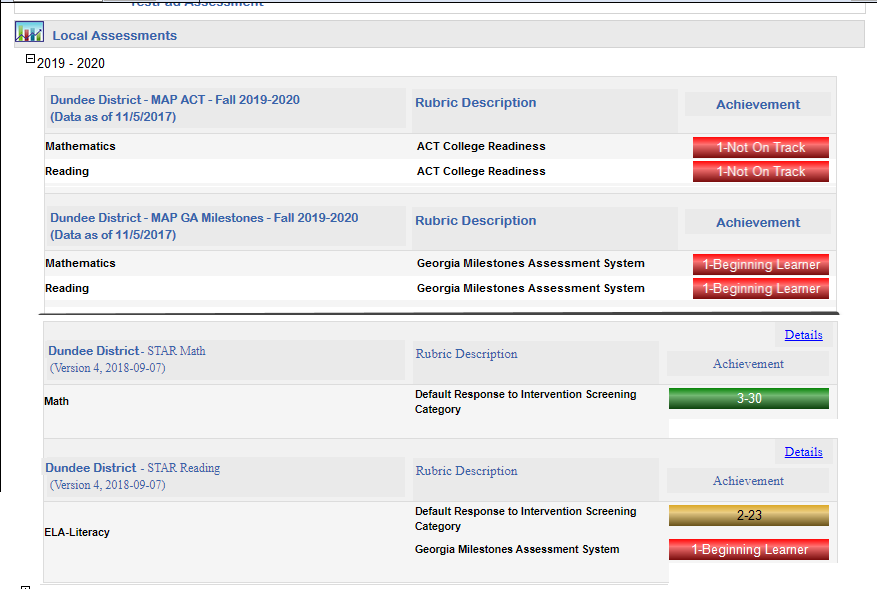 TestPad Assessment
Local Assessments
2019 - 2020
Dundee District - MAP ACT - Fall 2019-2020
(Data as of 11/5/2017)
Rubric Description
Achievement
Mathematics
ACT College Readiness
1-Not On Track
Reading
ACT College Readiness
1-Not On Track
Dundee District - MAP GA Milestones - Fall 2019-2020
(Data as of 11/5/2017)
Rubric Description
Achievement
Mathematics
Georgia Milestones Assessment System
1-Beginning Learner
Reading
Georgia Milestones Assessment System
1-Beginning Learner
Details
Dundee District - STAR Math
(Version 4, 2018-09-07)
Rubric Description
Achievement
Math
Default Response to Intervention Screening
Category
3-30
Details
Dundee District - STAR Reading
(Version 4, 2018-09-07)
Rubric Description
Achievement
ELA-Literacy
Default Response to Intervention Screening
Category
2-23
Georgia Milestones Assessment System
1-Beginning Learner